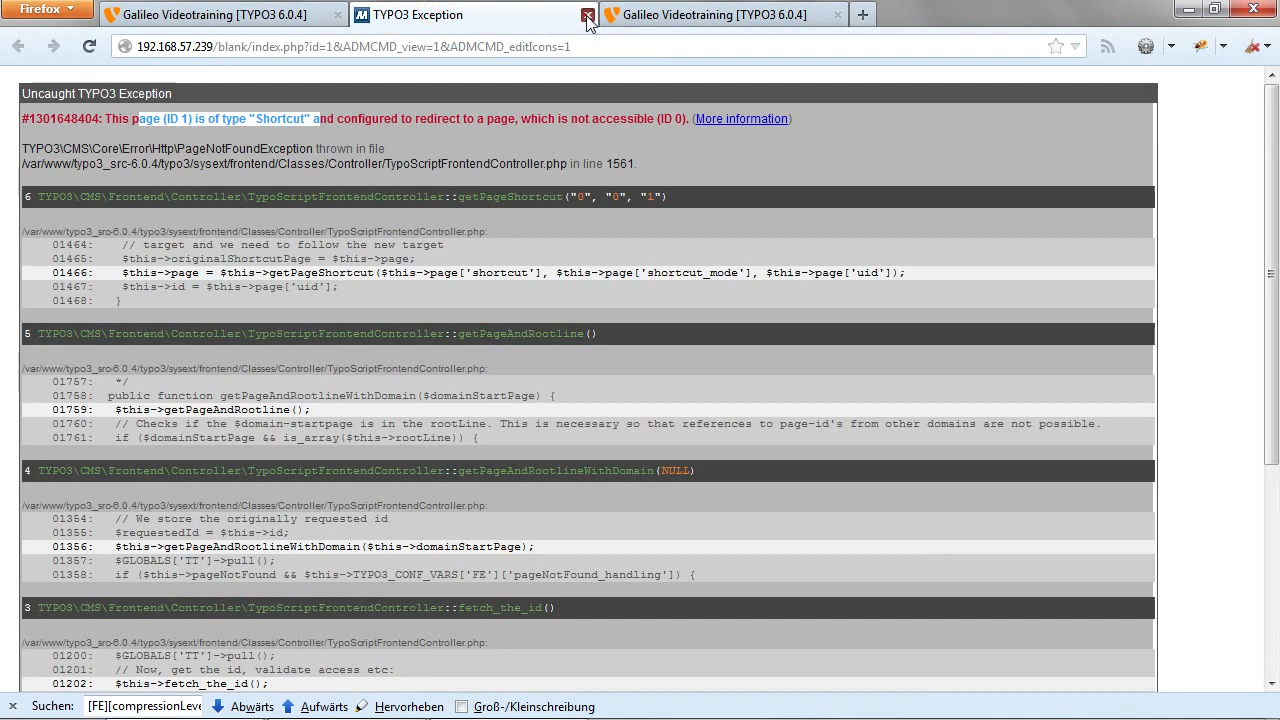 Firefox
Galileo Videotraining [TYPO3 6.0.4]
TYPO3 Exception
Galileo Videotraining [TYPO3 6.0.4]
192.168.57.239/blank/index.php?id=1&ADMCMD_view=1&ADMCMD_editIcons=1
Uncaught TYPO3 Exception
#1301648404: This page (ID 1) is of type "Shortcut" and configured to redirect to a page, which is not accessible (ID 0). (More information)
TYPO3\CMS\Core\Error\Http\PageNotFoundException thrown in file
/var/www/typo3_src-6.0.4/typo3/sysext/frontend/Classes/Controller/TypoScriptFrontendController.php in line 1561.
6 TYPO3\CMS\Frontend\Controller\TypoScriptFrontendController::getPageShortcut("0", "0", "1")
/var/www/typo3_src-6.0.4/typo3/sysext/frontend/Classes/Controller/TypoScriptFrontendController.php:
01464: // target and we need to follow the new target
01465: $this->originalShortcutPage = $this->page;
01466: $this->page = $this->getPageShortcut($this->page['shortcut'], $this->page['shortcut_mode'], $this->page['uid']);
01467: $this->id = $this->page['uid'];
01468: }
5 TYPO3\CMS\Frontend\Controller\TypoScriptFrontendController::getPageAndRootline()
/var/www/typo3_src-6.0.4/typo3/sysext/frontend/Classes/Controller/TypoScriptFrontendController.php:
01757: */
01758: public function getPageAndRootlineWithDomain($domainStartPage) {
01759: $this->getPageAndRootline();
01760: // Checks if the $domain-startpage is in the rootLine. This is necessary so that references to page-id's from other domains are not possible.
01761: if ($domainStartPage && is_array($this->rootLine)) {
4 TYPO3\CMS\Frontend\Controller\TypoScriptFrontendController::getPageAndRootlineWithDomain(NULL)
/var/www/typo3_src-6.0.4/typo3/sysext/frontend/Classes/Controller/TypoScriptFrontendController.php:
01354: // We store the originally requested id
01355: $requestedId = $this->id;
01356: $this->getPageAndRootlineWithDomain($this->domainStartPage);
01357: $GLOBALS['TT']->pull();
01358: if ($this->pageNotFound && $this->TYPO3_CONF_VARS['FE']['pageNotFound_handling']) {
3 TYPO3\CMS\Frontend\Controller\TypoScriptFrontendController::fetch_the_id()
/var/www/typo3_src-6.0.4/typo3/sysext/frontend/Classes/Controller/TypoScriptFrontendController.php:
01200: $GLOBALS['TT']->pull();
01201: // Now, get the id, validate access etc:
01202: $this->fetch_the_id();
Suchen: [FE][compressionLeve Abwärts Aufwärts Hervorheben Groß-/Kleinschreibung